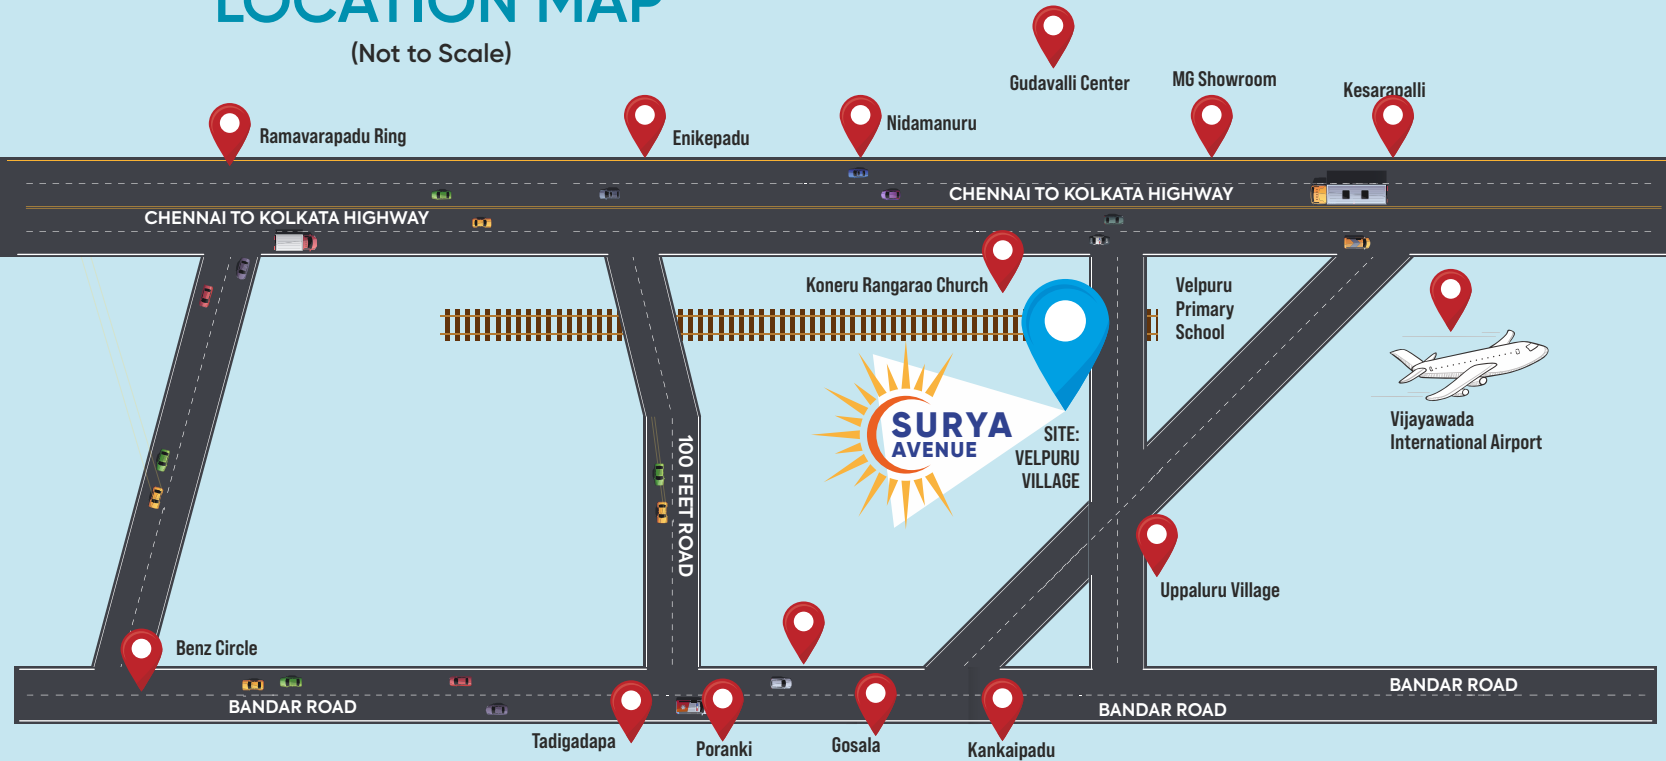 LOCATION MAP
(Not to Scale)
Gudavalli Center
MG Showroom
Kesarapalli
Ramavarapadu Ring
Enikepadu
Nidamanuru
CHENNAI TO KOLKATA HIGHWAY
CHENNAI TO KOLKATA HIGHWAY
Koneru Rangarao Church
Velpuru
Primary
School
SURYA
AVENUE
SITE:
VELPURU
VILLAGE
Vijayawada
International Airport
100 FEET ROAD
Uppaluru Village
Benz Circle
BANDAR ROAD
BANDAR ROAD
BANDAR ROAD
Tadigadapa
Poranki
Gosala
Kankaipadu